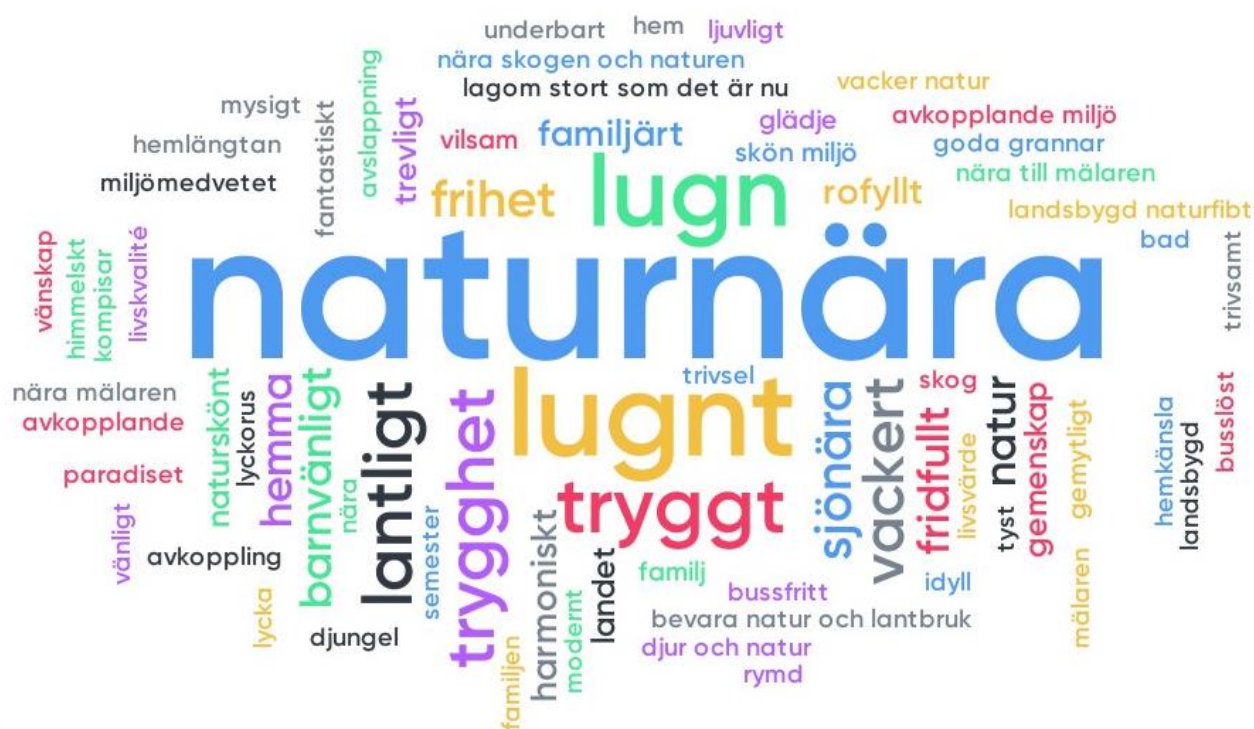 underbart
hem
ljuvligt
nära skogen och naturen
lagom stort som det är nu
vacker natur
mysigt
avslappning
trevligt
fantastiskt
hemlängtan
miljömedvetet
vilsam
familjärt
glädje
skön miljö
avkopplande miljö
goda grannar
nära till mälaren
landsbygd naturfibt
bad
trivsamt
frihet
lugn
rofyllt
vänskap
himmelskt
kompisar
livskvalité
naturnära
nära mälaren
avkopplande
paradiset
naturskönt
lyckorus
hemma
barnvänligt
nära
lantligt
trygghet
lugnt
trivsel
tryggt
sjönära
vackert
skog
fridfullt
livsvärde
natur
tyst
gemenskap
gemytligt
hemkänsla
landsbygd
busslöst
vänligt
avkoppling
semester
lycka
djungel
familjen
harmoniskt
modernt
landet
familj
bussfritt
idyll
bevara natur och lantbruk
djur och natur
rymd
mälaren